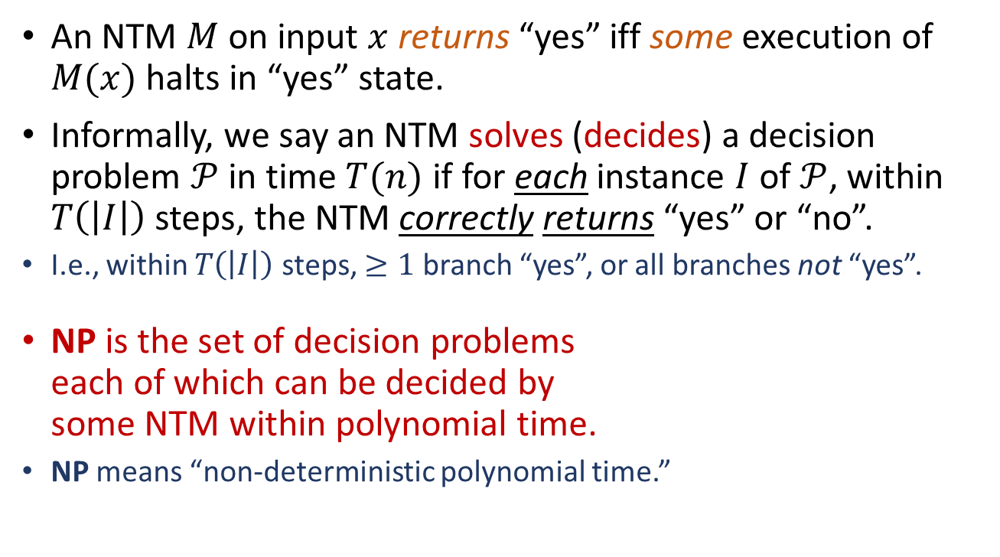 • An NTM 𝑀 on input 𝑥 returns “yes” iff some execution of
𝑀(𝑥) halts in “yes” state.
• Informally, we say an NTM solves (decides) a decision
problem 𝒫 in time 𝑇(𝑛) if for each instance 𝐼 of 𝒫, within
𝑇(|𝐼|) steps, the NTM correctly returns “yes” or “no”.
• I.e., within 𝑇(|𝐼|) steps, ≥ 1 branch “yes”, or all branches not “yes”.
• NP is the set of decision problems
each of which can be decided by
some NTM within polynomial time.
• NP means “non-deterministic polynomial time.”